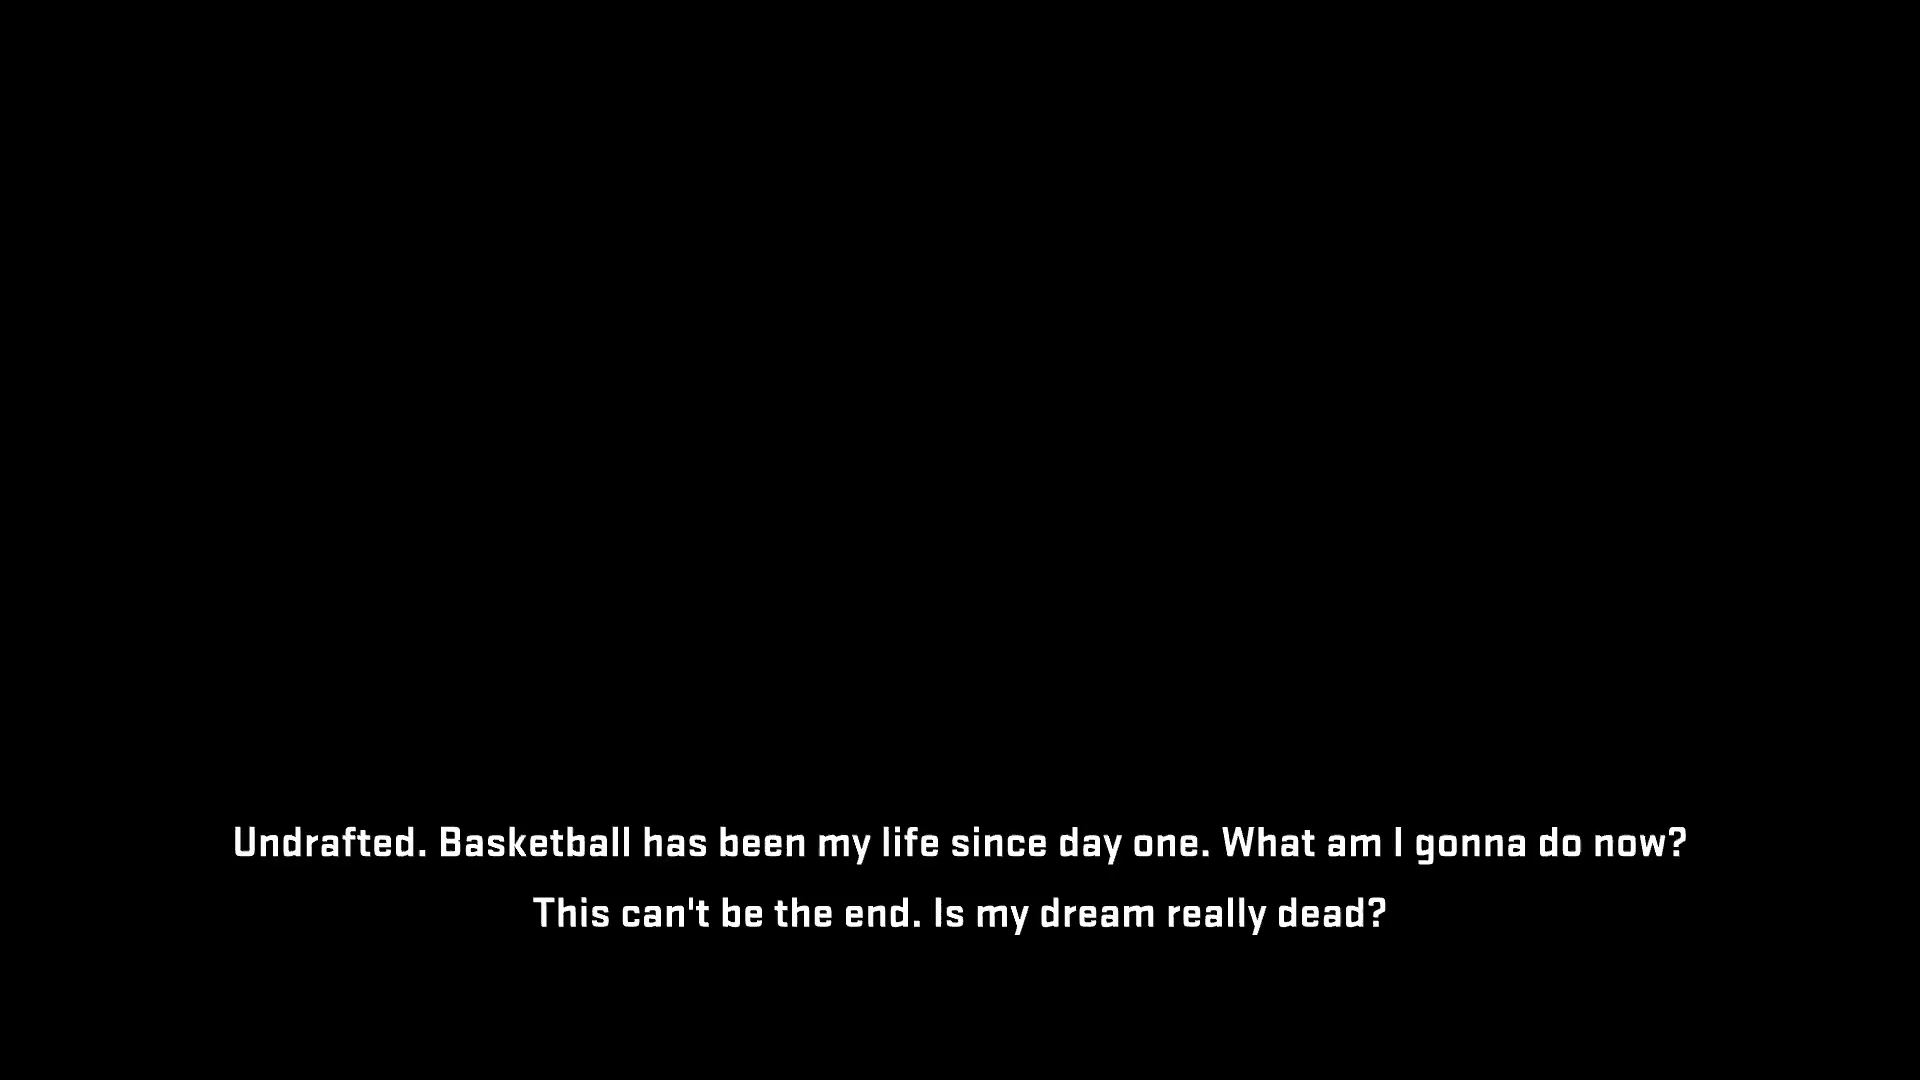 Undrafted. Basketball has been my life since day one. What am I gonna do now?
This can't be the end. Is my dream really dead?